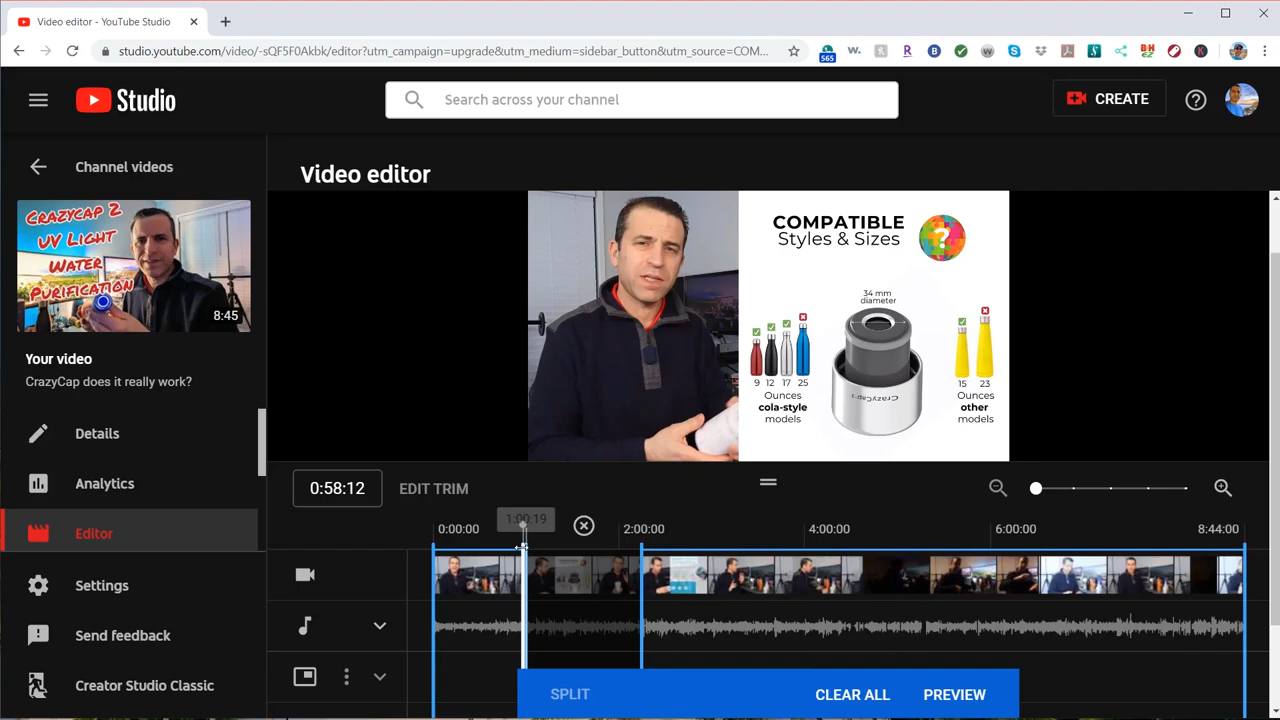 Video editor - YouTube Studio
studio.youtube.com/video/-sQF5F0Akbk/editor?utm_campaign=upgrade&utm_medium=sidebar_button&utm_source=COM...
565
Studio
Search across your channel
CREATE
Channel videos
CRAZYCAP 2
UV LIGHT
WATER
PURIFICATION
8:45
Your video
CrazyCap does it really work?
Details
Analytics
Editor
Settings
Send feedback
Creator Studio Classic
Video editor
COMPATIBLE
Styles & Sizes
?
34 mm
diameter
9 12 17 25
Ounces
cola-style
models
CrazyCap
15 23
Ounces
other
models
0:58:12
EDIT TRIM
1:00:19
0:00:00
2:00:00
4:00:00
6:00:00
8:44:00
SPLIT
CLEAR ALL
PREVIEW